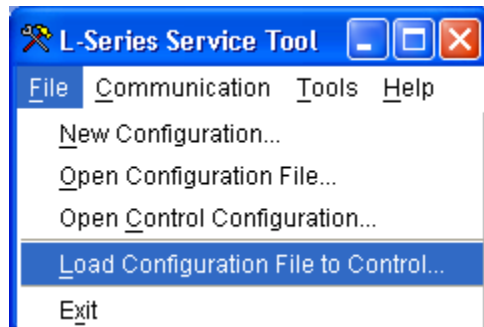 L-Series Service Tool
File Communication Tools Help
New Configuration...
Open Configuration File...
Open Control Configuration...
Load Configuration File to Control...
Exit